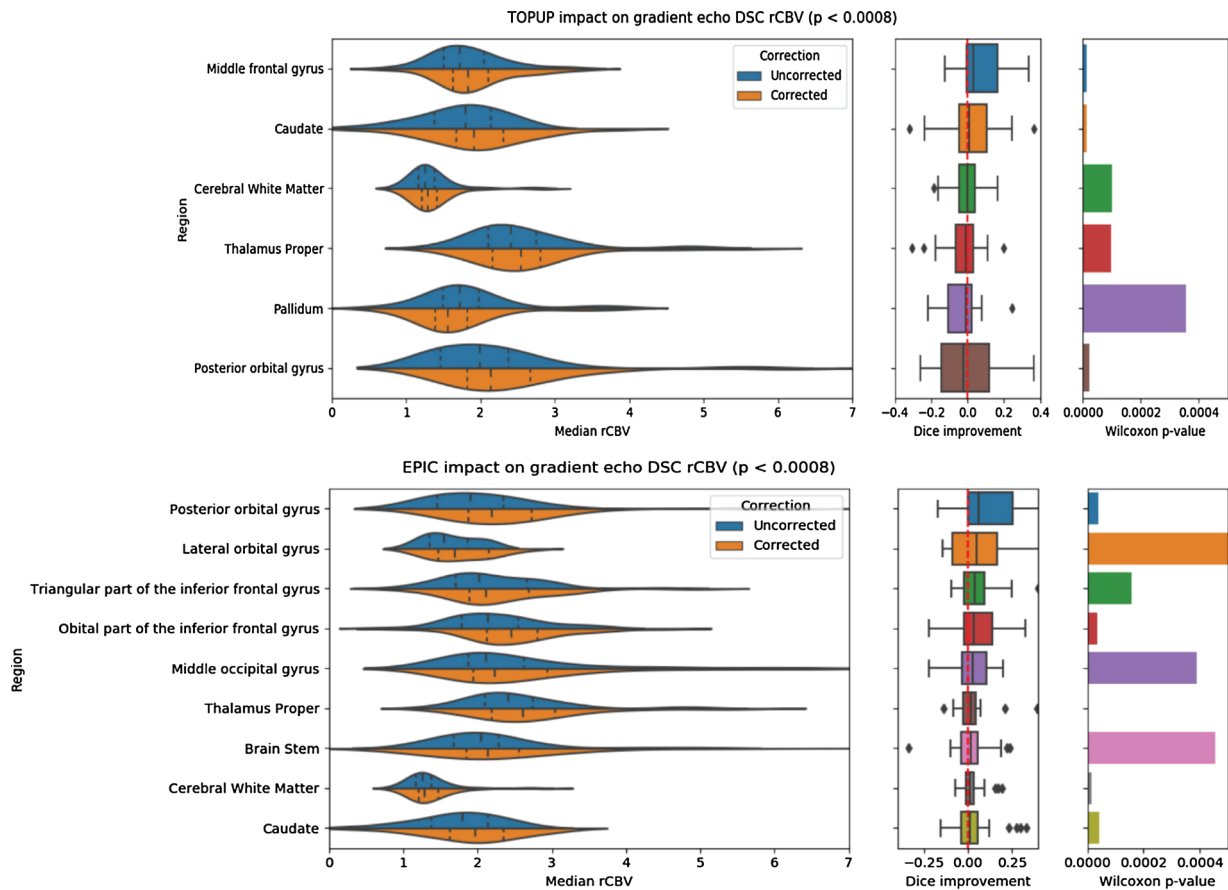 TOPUP impact on gradient echo DSC rCBV (p < 0.0008)
Region
Middle frontal gyrus
Caudate
Cerebral White Matter
Thalamus Proper
Pallidum
Posterior orbital gyrus
Correction
Uncorrected
Corrected
0 1 2 3 4 5 6 7
Median rCBV
−0.4 −0.2 0.0 0.2 0.4
Dice improvement
0.0000 0.0002 0.0004
Wilcoxon p-value
EPIC impact on gradient echo DSC rCBV (p < 0.0008)
Region
Posterior orbital gyrus
Lateral orbital gyrus
Triangular part of the inferior frontal gyrus
Obital part of the inferior frontal gyrus
Middle occipital gyrus
Thalamus Proper
Brain Stem
Cerebral White Matter
Caudate
Correction
Uncorrected
Corrected
0 1 2 3 4 5 6 7
Median rCBV
−0.25 0.00 0.25
Dice improvement
0.0000 0.0002 0.0004
Wilcoxon p-value